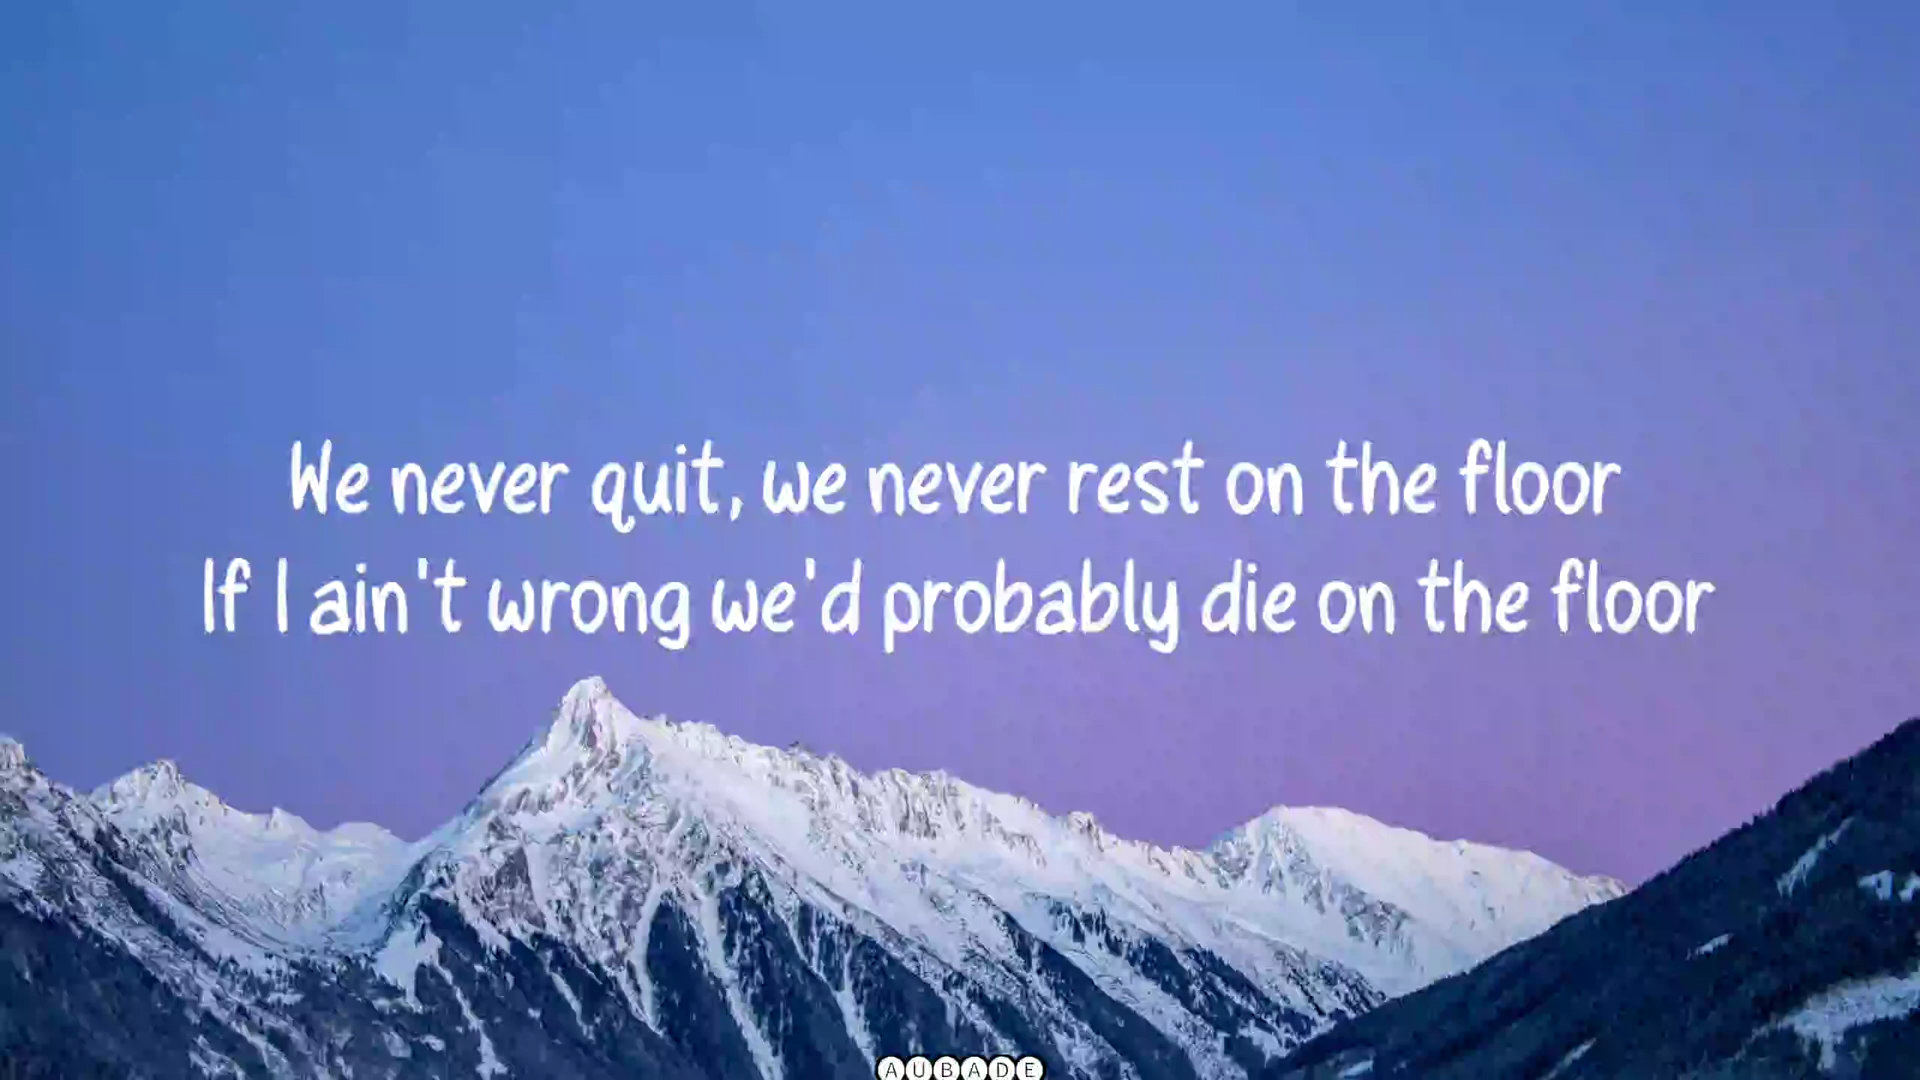 We never quit, we never rest on the floor
If I ain't wrong we'd probably die on the floor
AUBADE